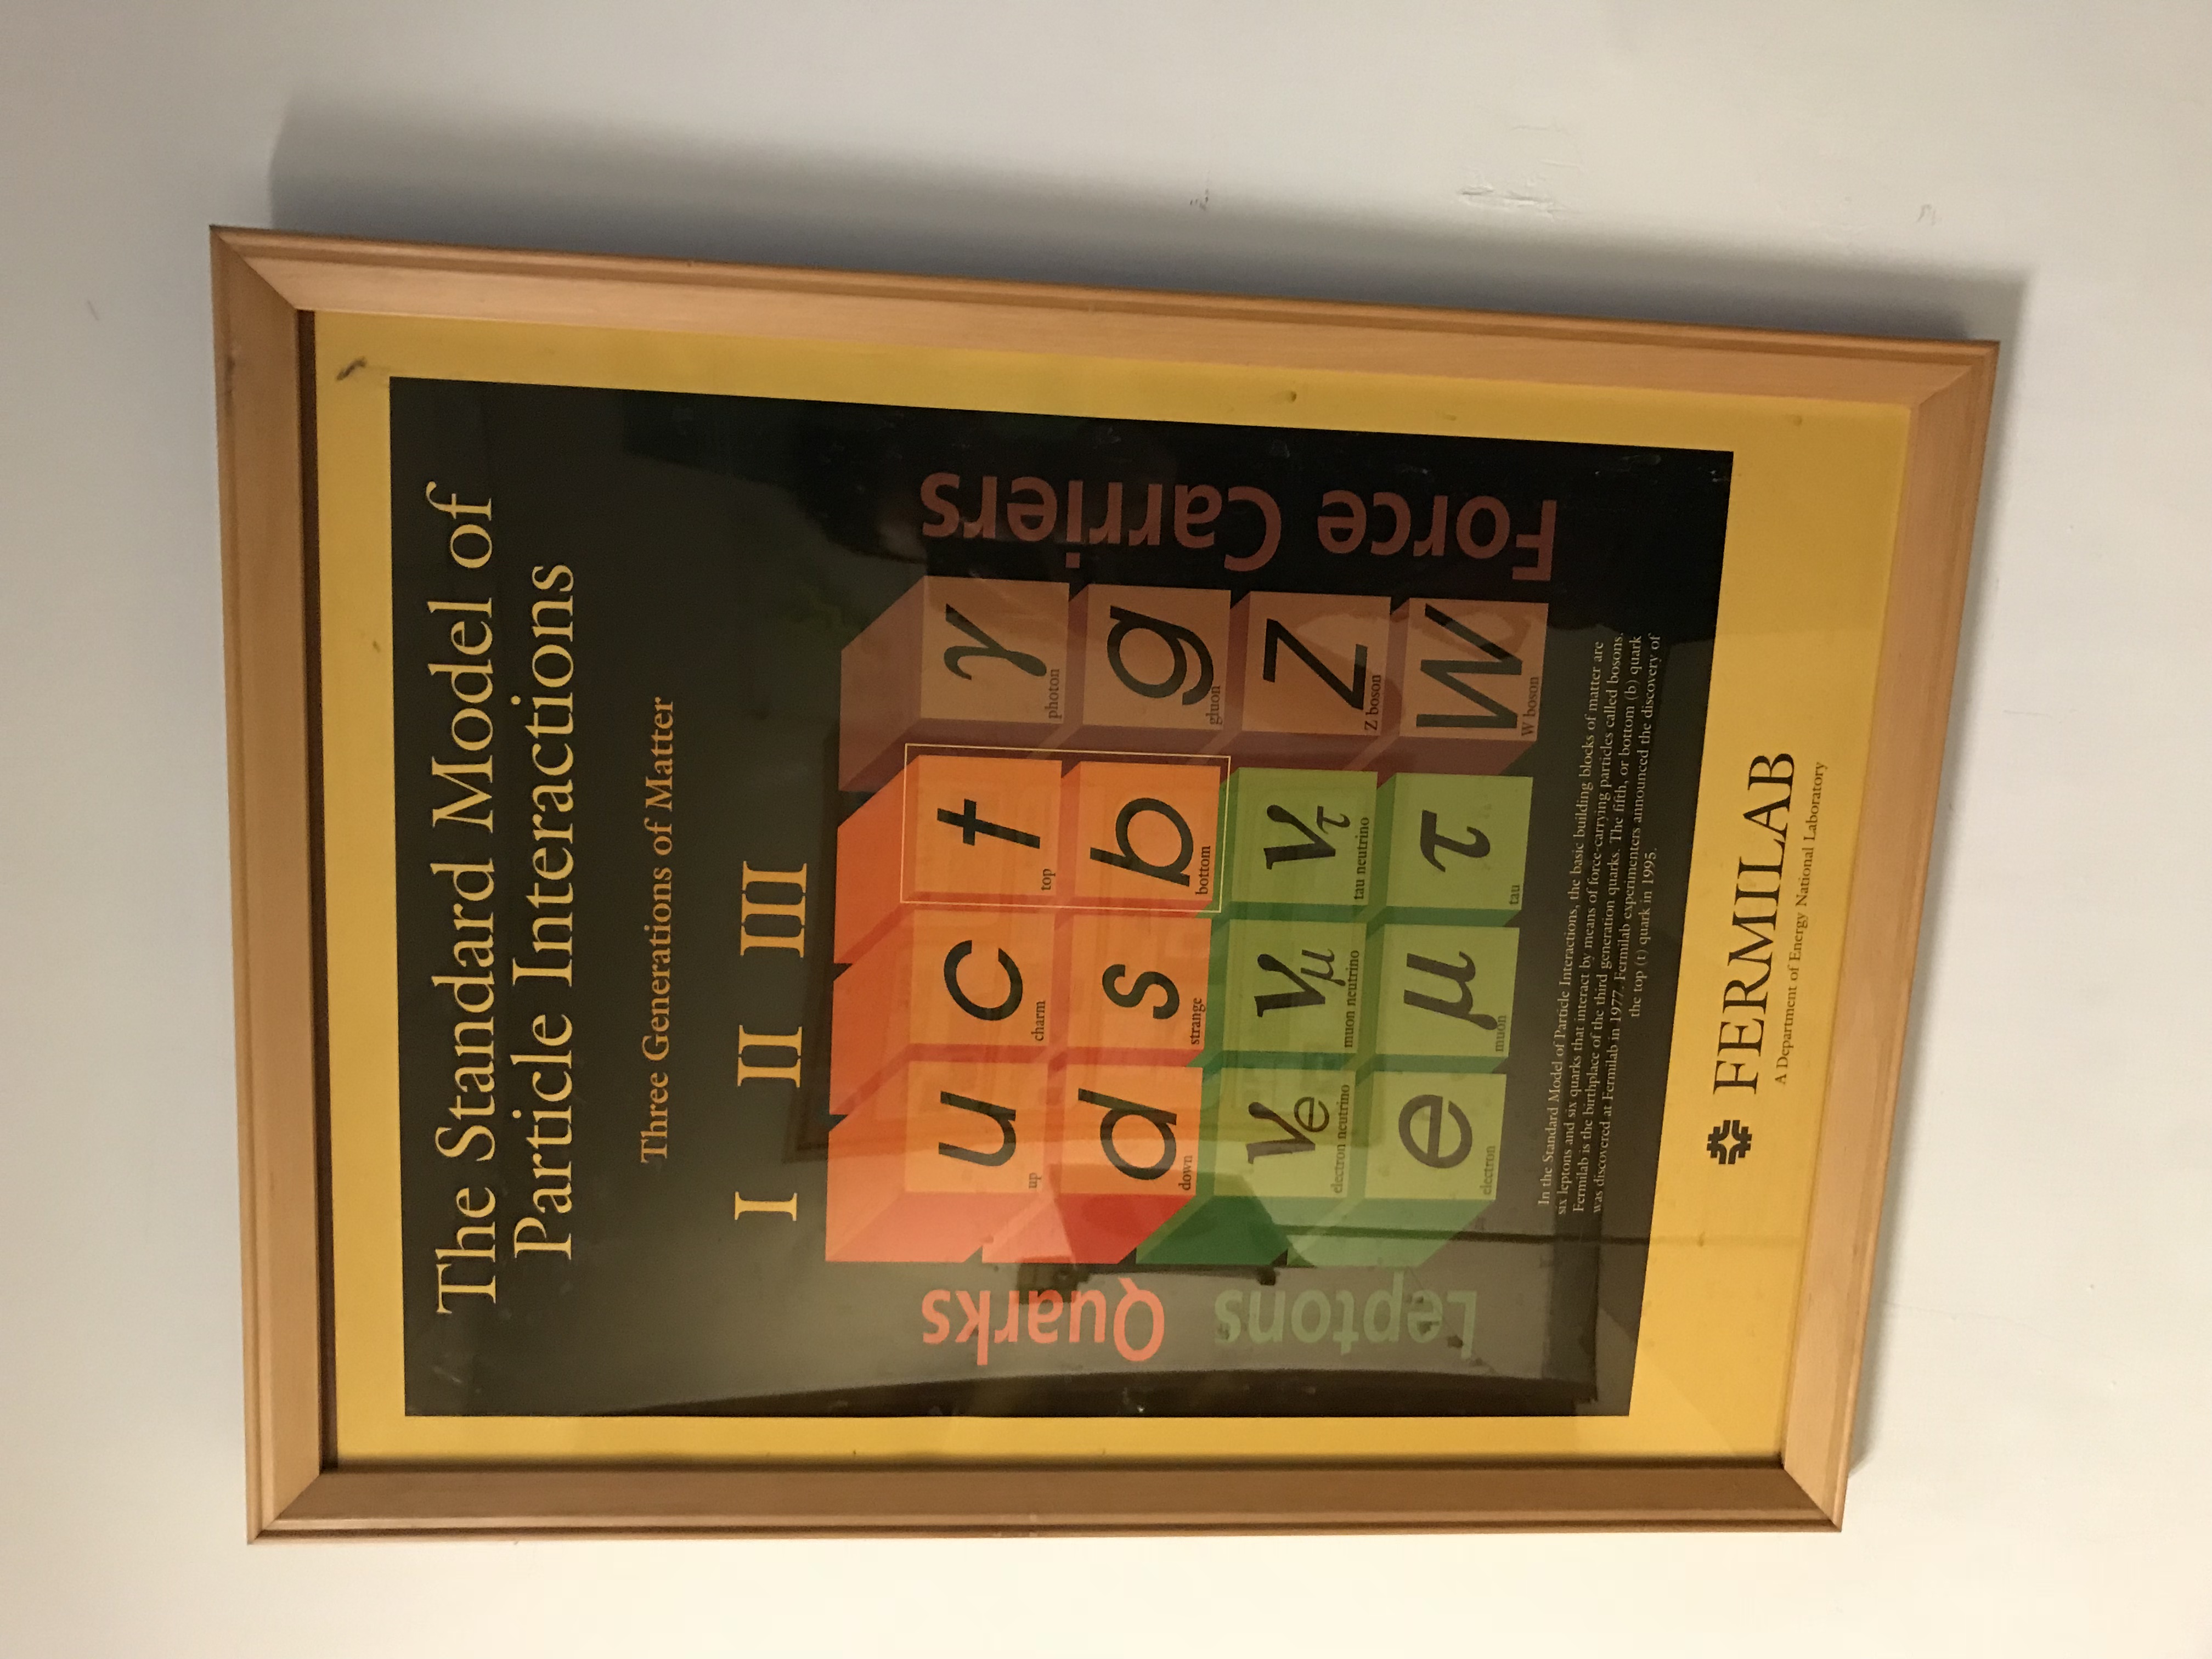 The Standard Model of
Particle Interactions
Three Generations of Matter
I II III
Quarks
Leptons
Force Carriers
u
up
c
charm
t
top
γ
photon
d
down
s
strange
b
bottom
g
gluon
νe
electron neutrino
νμ
muon neutrino
ντ
tau neutrino
Z
Z boson
e
electron
μ
muon
τ
tau
W
W boson
In the Standard Model of Particle Interactions, the basic building blocks of matter are
six leptons and six quarks that interact by means of force-carrying particles called bosons.
Fermilab is the birthplace of the third generation quarks. The fifth, or bottom (b) quark
was discovered at Fermilab in 1977. Fermilab experimenters announced the discovery of
the top (t) quark in 1995.
FERMILAB
A Department of Energy National Laboratory